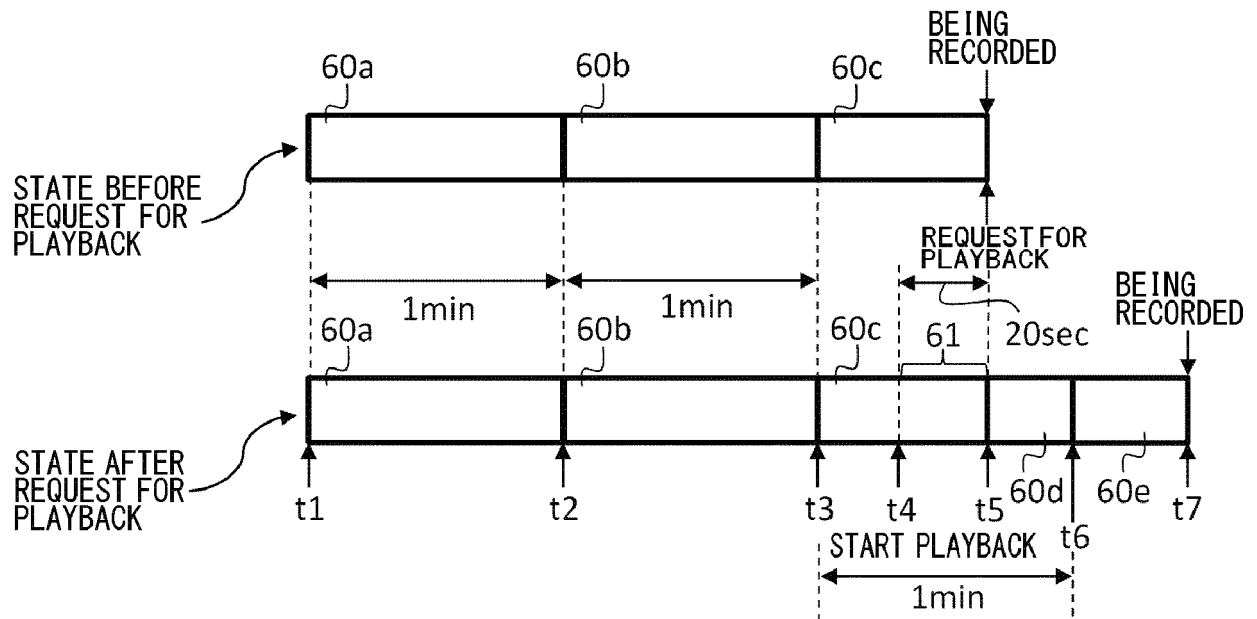 BEING
RECORDED
60a
60b
60c
STATE BEFORE
REQUEST FOR
PLAYBACK
REQUEST FOR
PLAYBACK
1min
1min
20sec
BEING
RECORDED
60a
60b
60c
61
STATE AFTER
REQUEST FOR
PLAYBACK
t1
t2
t3
t4
t5
60d
t6
60e
t7
START PLAYBACK
1min